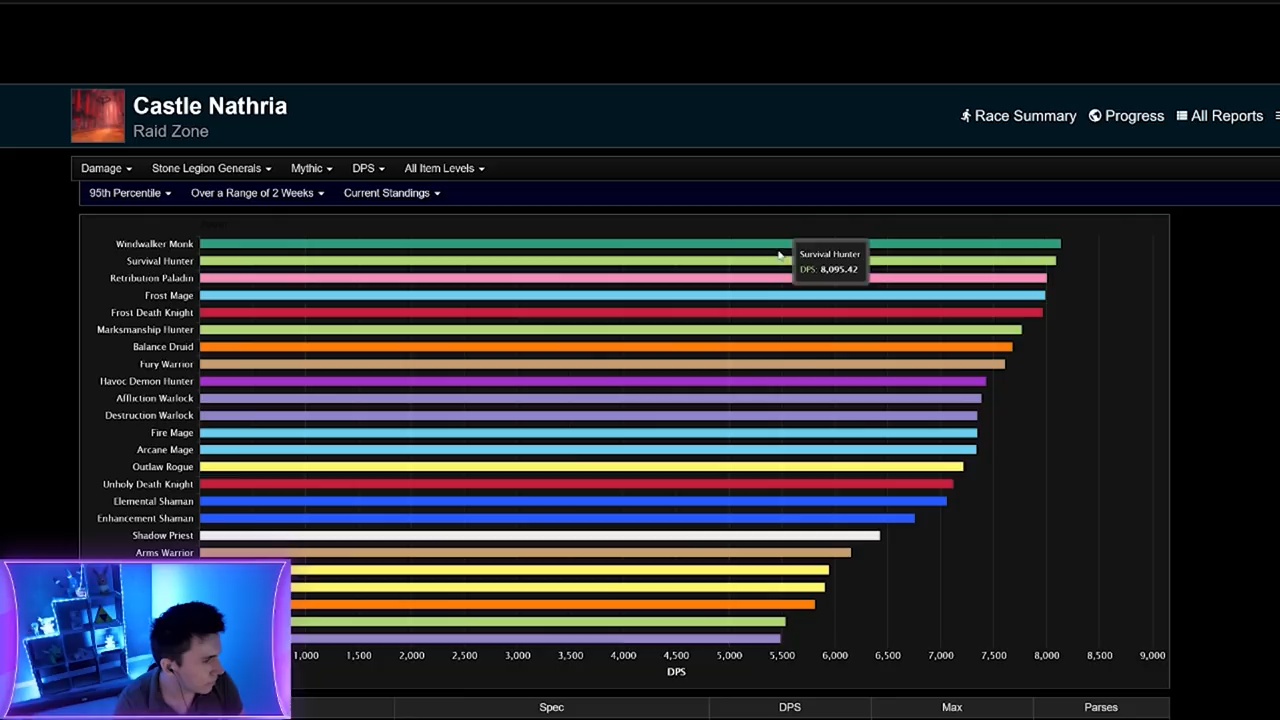 Castle Nathria
Raid Zone
Race Summary Progress All Reports
Damage Stone Legion Generals Mythic DPS All Item Levels
95th Percentile Over a Range of 2 Weeks Current Standings
Windwalker Monk
Survival Hunter
Retribution Paladin
Frost Mage
Frost Death Knight
Marksmanship Hunter
Balance Druid
Fury Warrior
Havoc Demon Hunter
Affliction Warlock
Destruction Warlock
Fire Mage
Arcane Mage
Outlaw Rogue
Unholy Death Knight
Elemental Shaman
Enhancement Shaman
Shadow Priest
Arms Warrior
Survival Hunter
DPS: 8,095.42
1,500 2,000 2,500 3,000 3,500 4,000 4,500 5,000 5,500 6,000 6,500 7,000 7,500 8,000 8,500 9,000
DPS
Spec DPS Max Parses